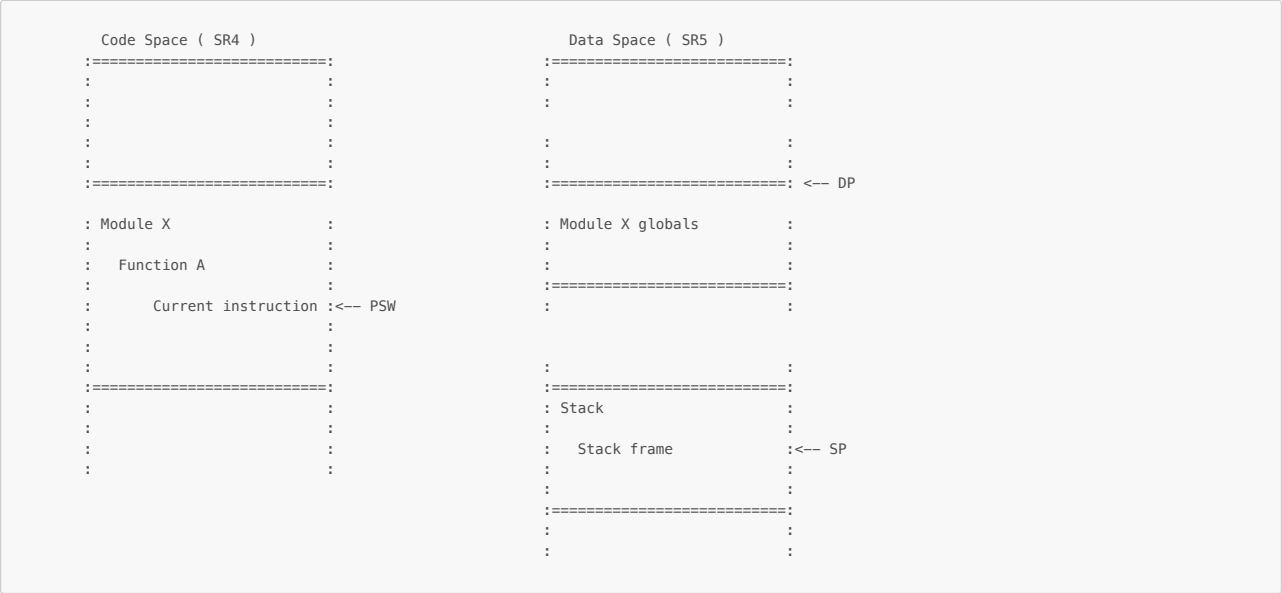 Code Space ( SR4 )                                    Data Space ( SR5 )
:===========================:                        :===========================:
:                           :                        :                           :
:                           :                        :                           :
:                           :
:                           :                        :                           :
:                           :                        :                           :
:===========================:                        :===========================: <-- DP
: Module X                  :                        : Module X globals          :
:                           :                        :                           :
:   Function A              :                        :                           :
:                           :                        :===========================:
:       Current instruction :<-- PSW                 :                           :
:                           :
:                           :
:                           :                        :                           :
:===========================:                        :===========================:
:                           :                        : Stack                     :
:                           :                        :                           :
:                           :                        :   Stack frame             :<-- SP
:                           :                        :                           :
                                                     :                           :
                                                     :===========================:
                                                     :                           :
                                                     :                           :